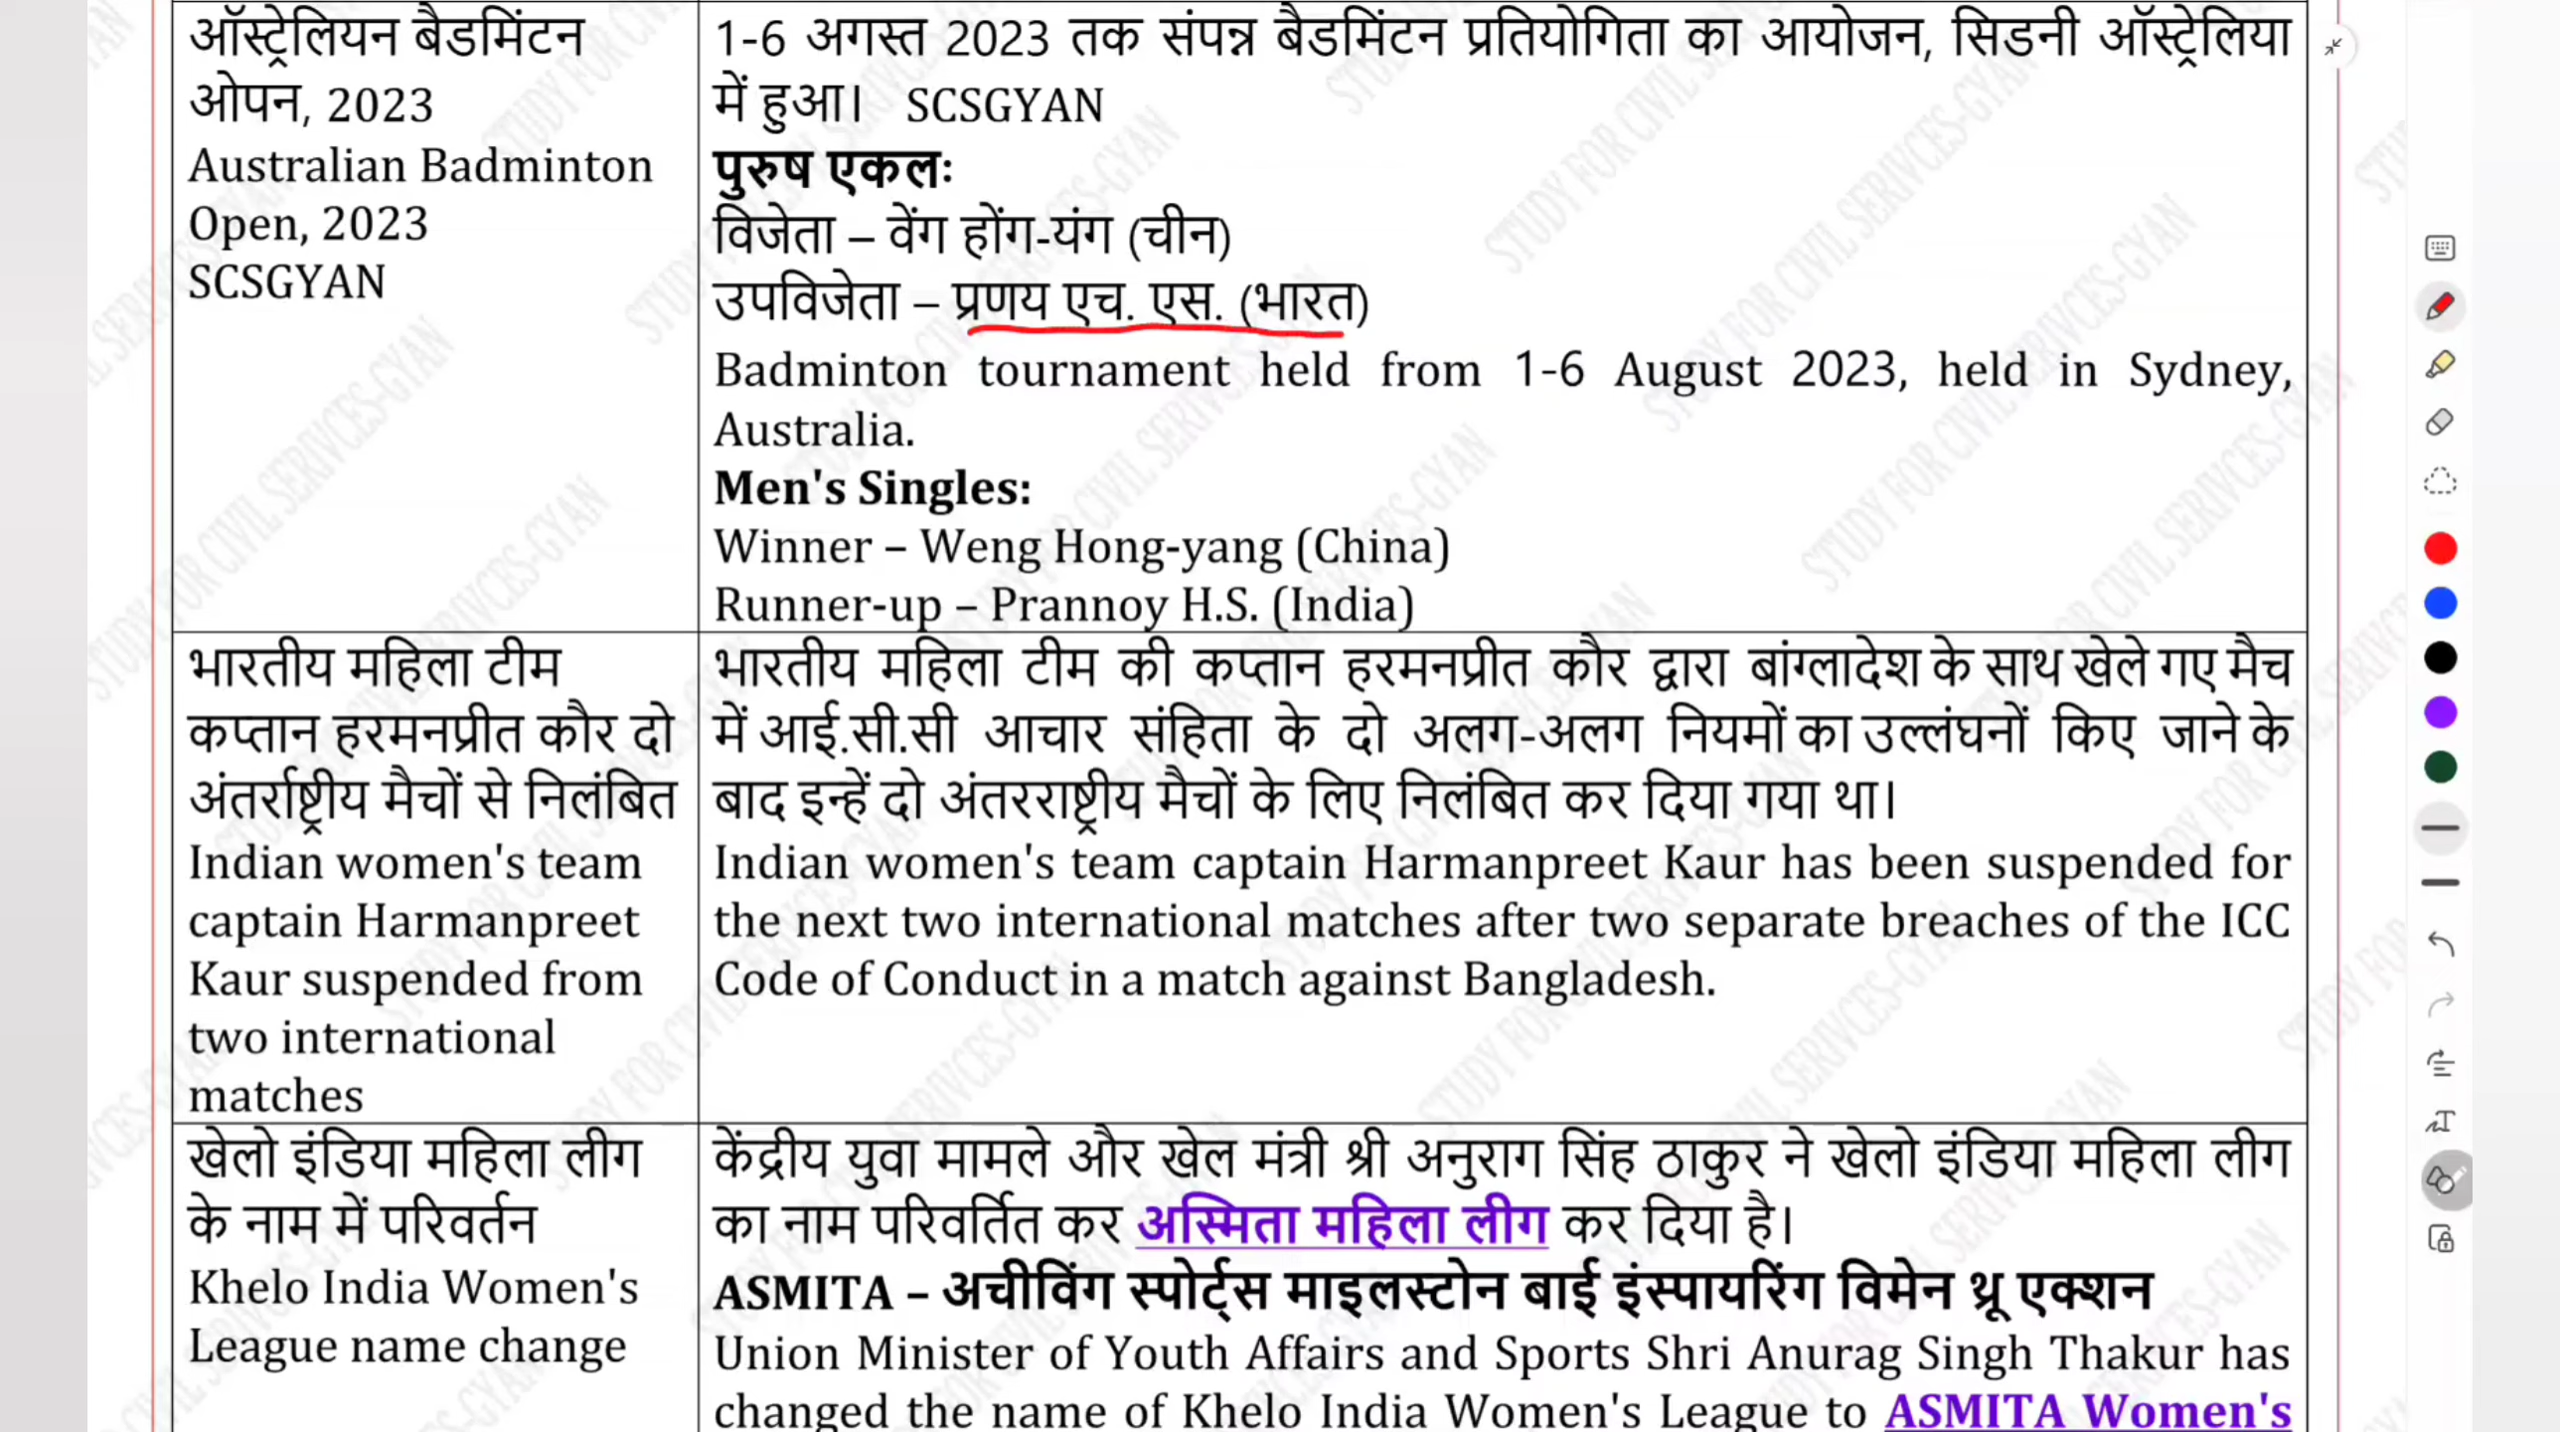 ऑस्ट्रेलियन बैडमिंटन
ओपन, 2023
Australian Badminton
Open, 2023
SCSGYAN
1-6 अगस्त 2023 तक संपन्न बैडमिंटन प्रतियोगिता का आयोजन, सिडनी ऑस्ट्रेलिया
में हुआ। SCSGYAN
पुरुष एकलः
विजेता – वेंग होंग-यंग (चीन)
उपविजेता – प्रणय एच. एस. (भारत)
Badminton tournament held from 1-6 August 2023, held in Sydney,
Australia.
Men's Singles:
Winner – Weng Hong-yang (China)
Runner-up – Prannoy H.S. (India)
भारतीय महिला टीम
कप्तान हरमनप्रीत कौर दो
अंतर्राष्ट्रीय मैचों से निलंबित
Indian women's team
captain Harmanpreet
Kaur suspended from
two international
matches
भारतीय महिला टीम की कप्तान हरमनप्रीत कौर द्वारा बांग्लादेश के साथ खेले गए मैच
में आई.सी.सी आचार संहिता के दो अलग-अलग नियमों का उल्लंघनों किए जाने के
बाद इन्हें दो अंतरराष्ट्रीय मैचों के लिए निलंबित कर दिया गया था।
Indian women's team captain Harmanpreet Kaur has been suspended for
the next two international matches after two separate breaches of the ICC
Code of Conduct in a match against Bangladesh.
खेलो इंडिया महिला लीग
के नाम में परिवर्तन
Khelo India Women's
League name change
केंद्रीय युवा मामले और खेल मंत्री श्री अनुराग सिंह ठाकुर ने खेलो इंडिया महिला लीग
का नाम परिवर्तित कर अस्मिता महिला लीग कर दिया है।
ASMITA – अचीविंग स्पोर्ट्स माइलस्टोन बाई इंस्पायरिंग विमेन थ्रू एक्शन
Union Minister of Youth Affairs and Sports Shri Anurag Singh Thakur has
changed the name of Khelo India Women's League to ASMITA Women's
STUDY FOR CIVIL SERIVCES-GYAN